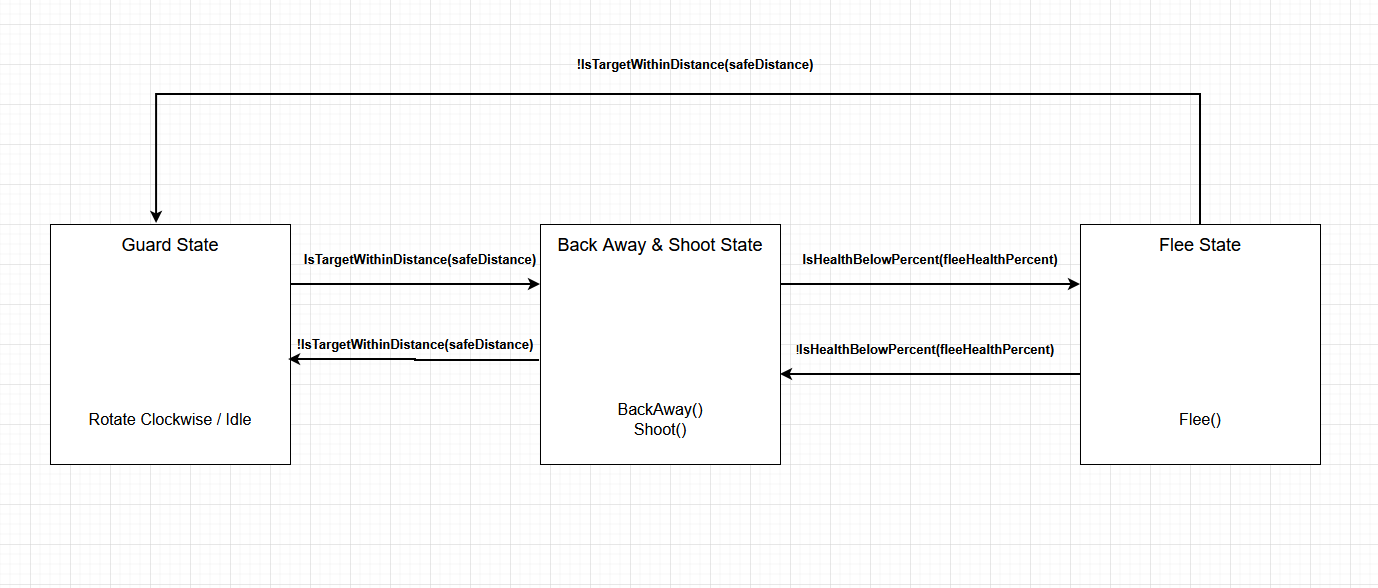 !IsTargetWithinDistance(safeDistance)
Guard State
Back Away & Shoot State
Flee State
IsTargetWithinDistance(safeDistance)
IsHealthBelowPercent(fleeHealthPercent)
!IsTargetWithinDistance(safeDistance)
!IsHealthBelowPercent(fleeHealthPercent)
Rotate Clockwise / Idle
BackAway()
Shoot()
Flee()